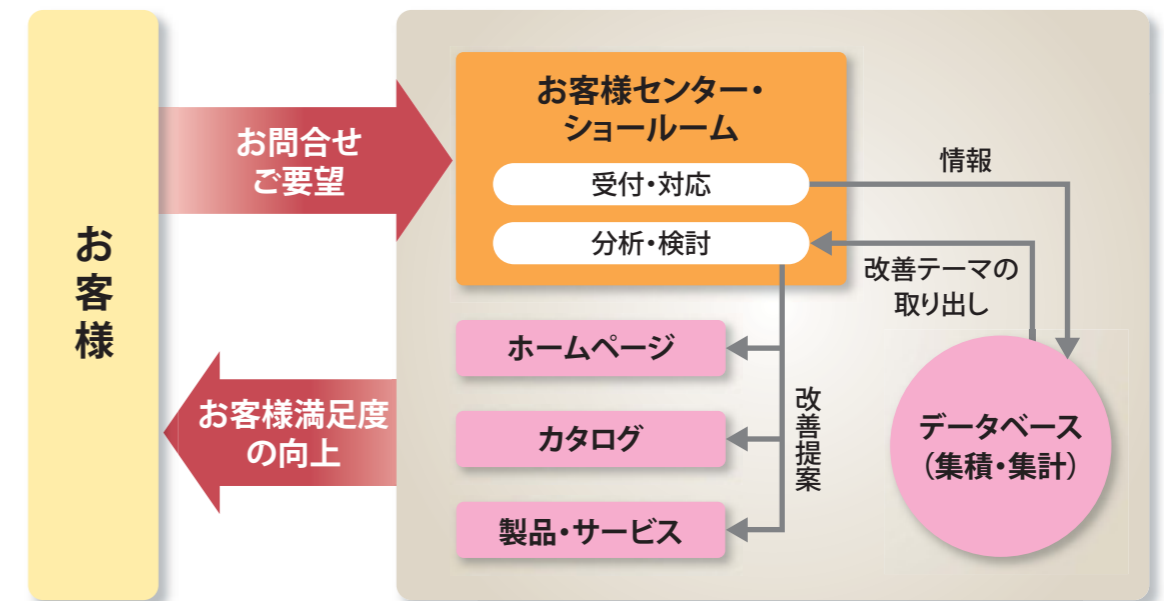 お客様
お問合せ
ご要望
お客様満足度
の向上
お客様センター・
ショールーム
受付・対応
分析・検討
情報
改善テーマの
取り出し
ホームページ
カタログ
製品・サービス
改善提案
データベース
（集積・集計）